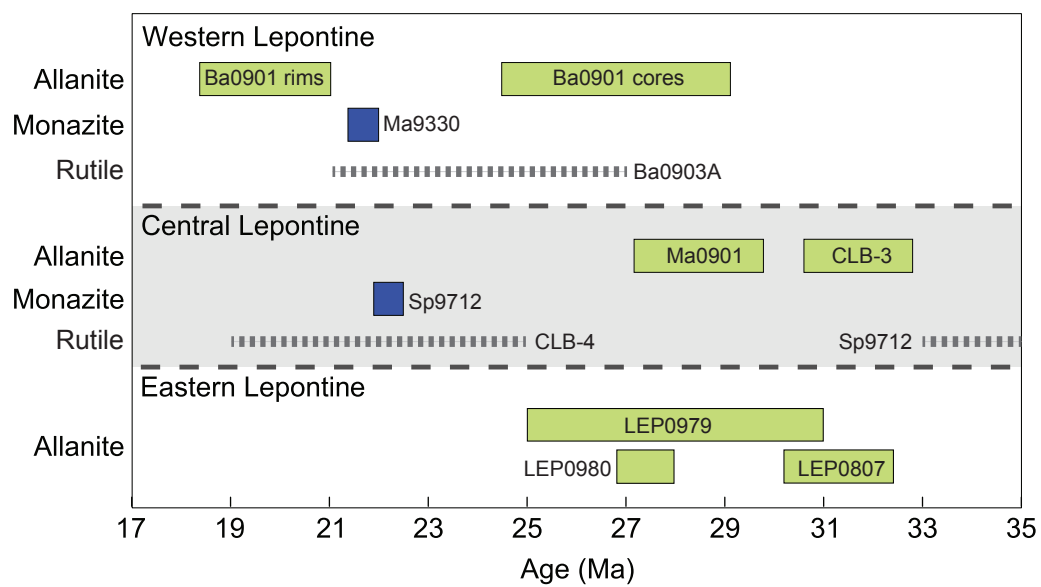 Western Lepontine
Allanite
Ba0901 rims
Ba0901 cores
Monazite
Ma9330
Rutile
Ba0903A
Central Lepontine
Allanite
Ma0901
CLB-3
Monazite
Sp9712
Rutile
CLB-4
Sp9712
Eastern Lepontine
Allanite
LEP0979
LEP0980
LEP0807
17 19 21 23 25 27 29 31 33 35
Age (Ma)